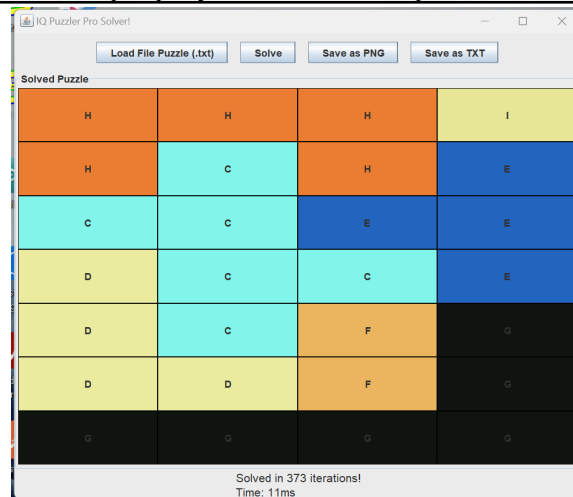 IQ Puzzler Pro Solver!
Load File Puzzle (.txt) Solve Save as PNG Save as TXT
Solved Puzzle
H H H I
H C H E
C C E E
D C C E
D C F G
D D F G
G G G G
Solved in 373 iterations!
Time: 11ms